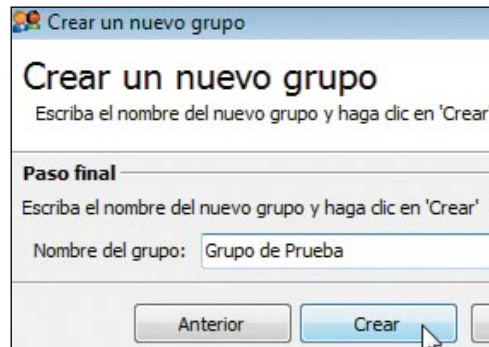 Crear un nuevo grupo
Crear un nuevo grupo
Escriba el nombre del nuevo grupo y haga clic en 'Crear'
Paso final
Escriba el nombre del nuevo grupo y haga clic en 'Crear'
Nombre del grupo: Grupo de Prueba
Anterior Crear